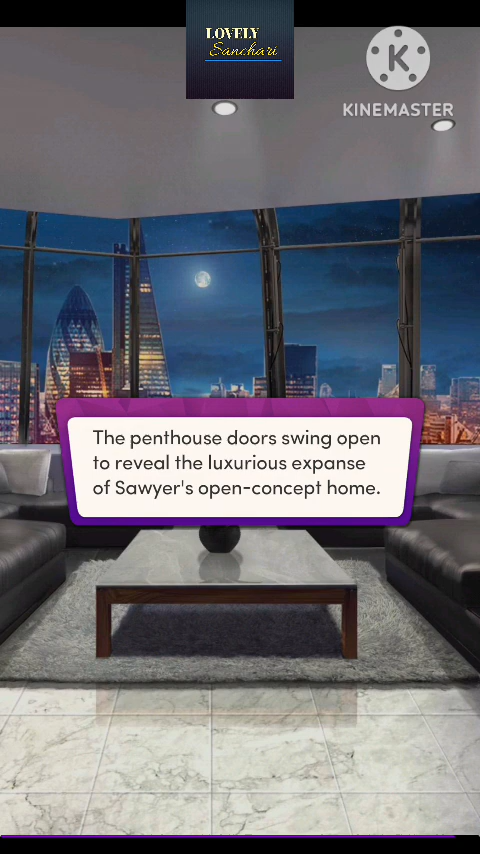 LOVELY
Sanchari
KINEMASTER
The penthouse doors swing open
to reveal the luxurious expanse
of Sawyer's open-concept home.